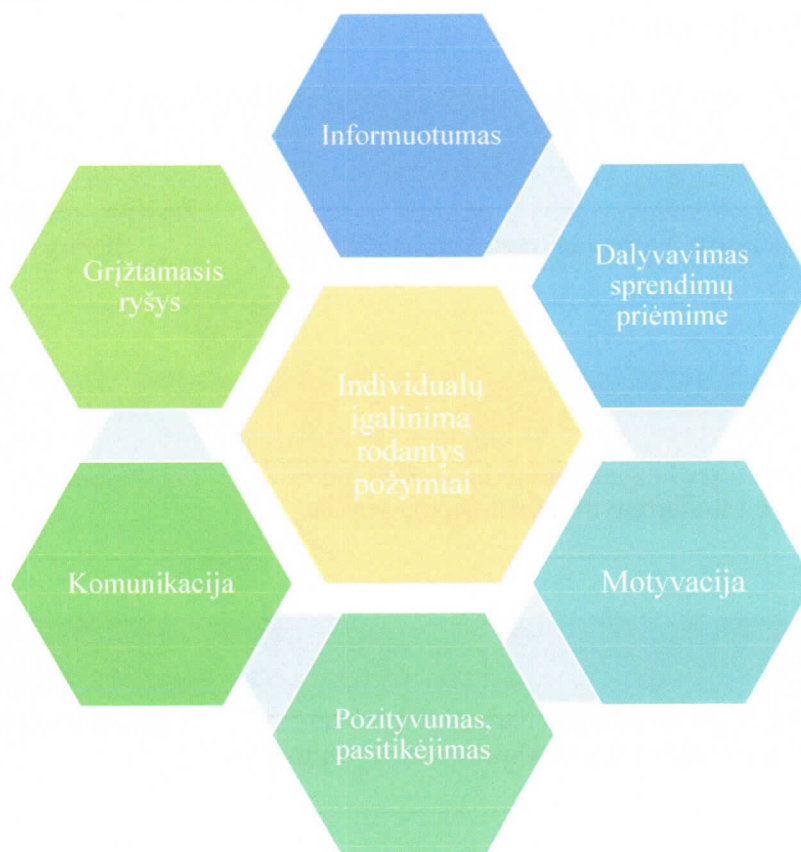 Informuotumas
Dalyvavimas
sprendimų
priėmime
Motyvacija
Pozityvumas,
pasitikėjimas
Komunikacija
Grįžtamasis
ryšys
Individualų
įgalinimą
rodantys
požymiai